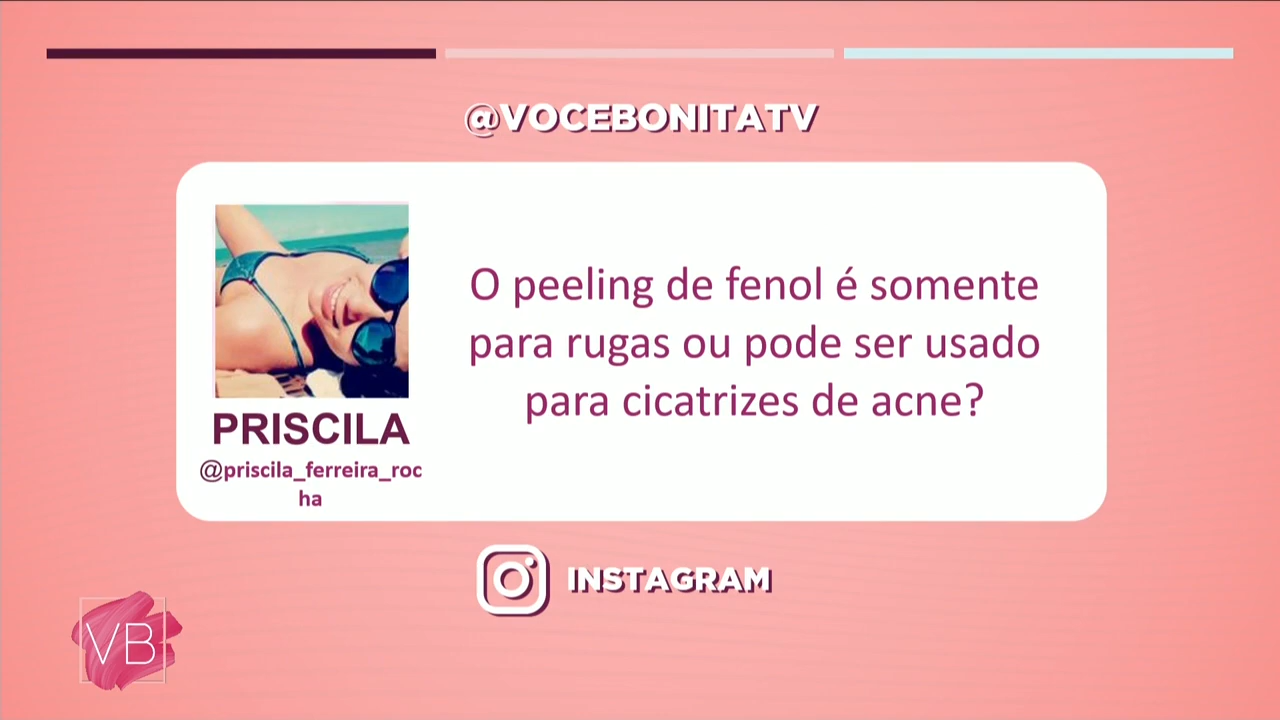 @VOCEBONITATV
O peeling de fenol é somente
para rugas ou pode ser usado
para cicatrizes de acne?
PRISCILA
@priscila_ferreira_roc
ha
INSTAGRAM
VB